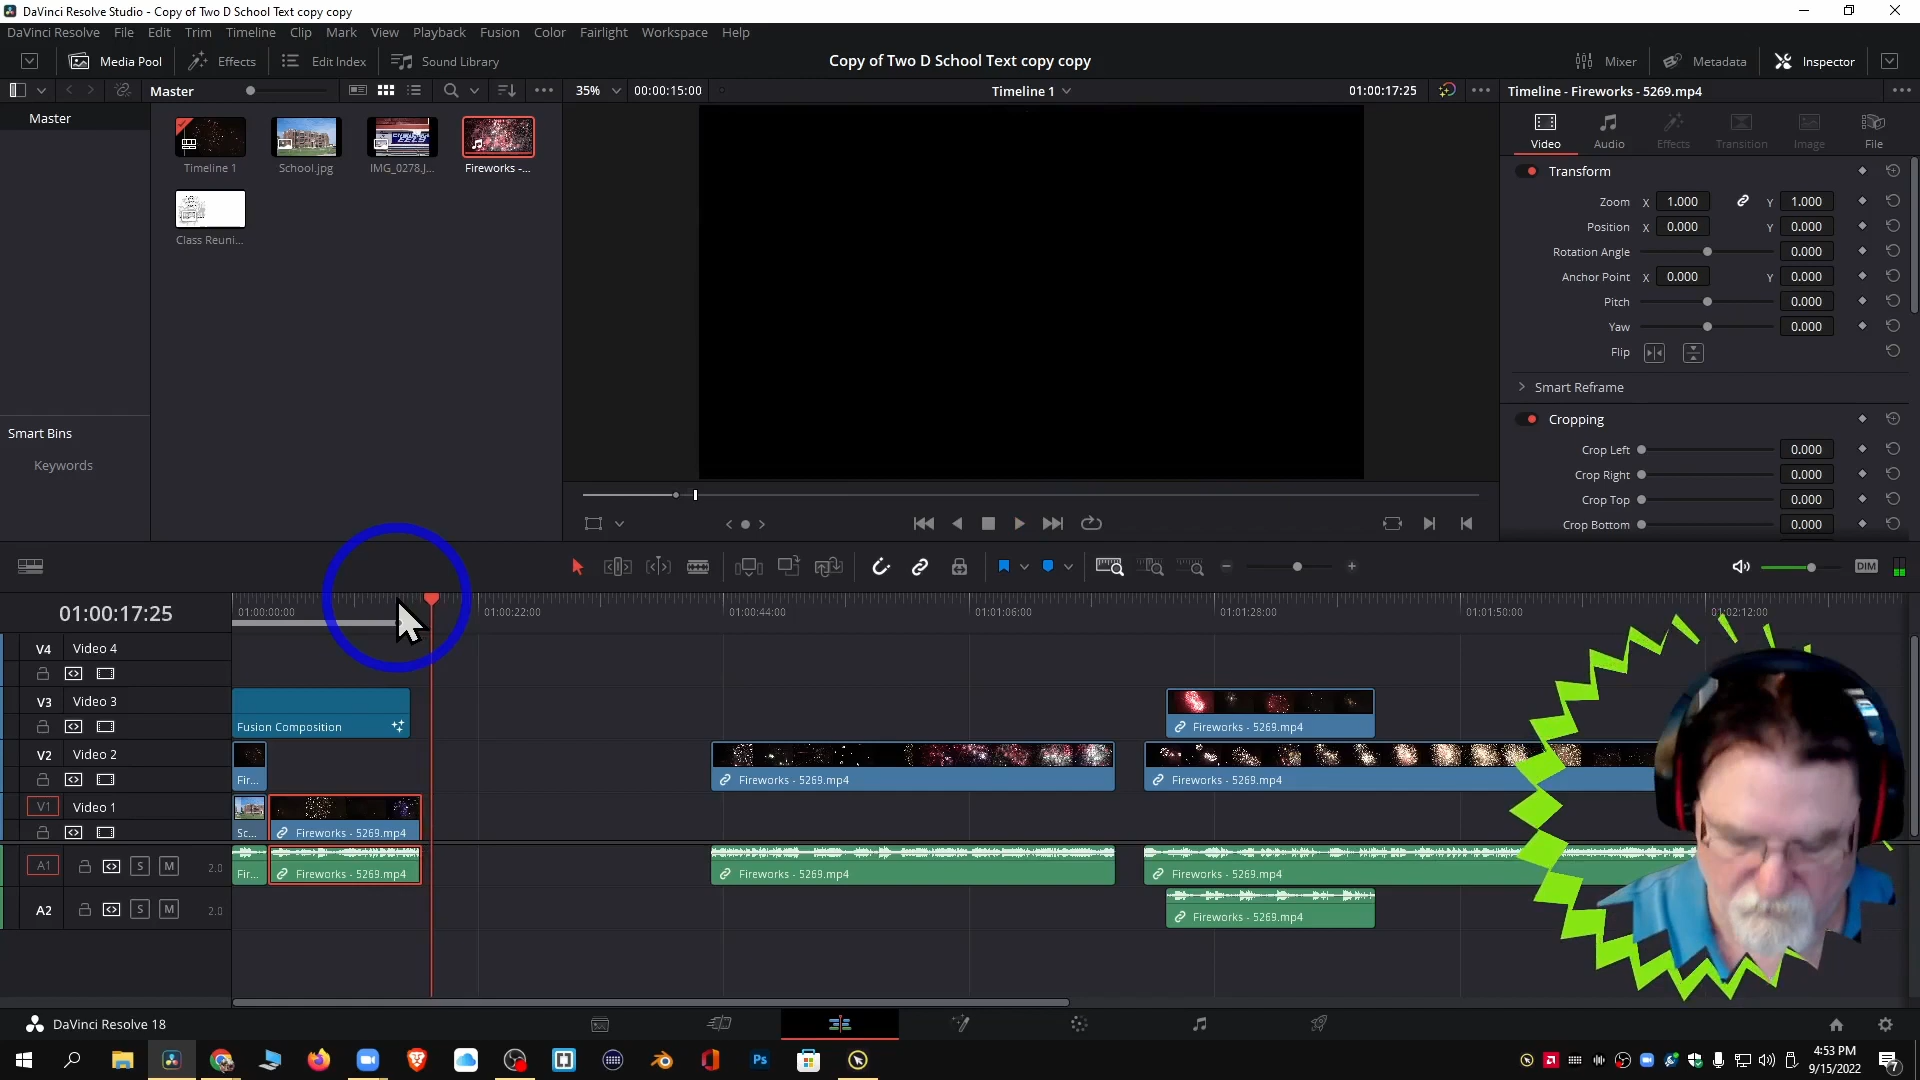 DaVinci Resolve Studio - Copy of Two D School Text copy copy
DaVinci Resolve File Edit Trim Timeline Clip Mark View Playback Fusion Color Fairlight Workspace Help
Media Pool Effects Edit Index Sound Library Copy of Two D School Text copy copy Mixer Metadata Inspector
Master 35% 00:00:15:00 Timeline 1 01:00:17:25 Timeline - Fireworks - 5269.mp4
Master
Timeline 1 School.jpg IMG_0278.J... Fireworks -...
Class Reuni...
Smart Bins
Keywords
Video Audio Effects Transition Image File
Transform
Zoom X 1.000 Y 1.000
Position X 0.000 Y 0.000
Rotation Angle 0.000
Anchor Point X 0.000 Y 0.000
Pitch 0.000
Yaw 0.000
Flip
Smart Reframe
Cropping
Crop Left 0.000
Crop Right 0.000
Crop Top 0.000
Crop Bottom 0.000
DIM
01:00:17:25 01:00:00:00 01:00:22:00 01:00:44:00 01:01:06:00 01:01:28:00 01:01:50:00 01:02:12:00
V4 Video 4
V3 Video 3
Fusion Composition Fireworks - 5269.mp4
V2 Video 2
Fir... Fireworks - 5269.mp4 Fireworks - 5269.mp4
V1 Video 1
Sc... Fireworks - 5269.mp4
A1 S M 2.0
Fir... Fireworks - 5269.mp4 Fireworks - 5269.mp4 Fireworks - 5269.mp4
A2 S M 2.0 Fireworks - 5269.mp4
DaVinci Resolve 18
Ps
4:53 PM
9/15/2022
7